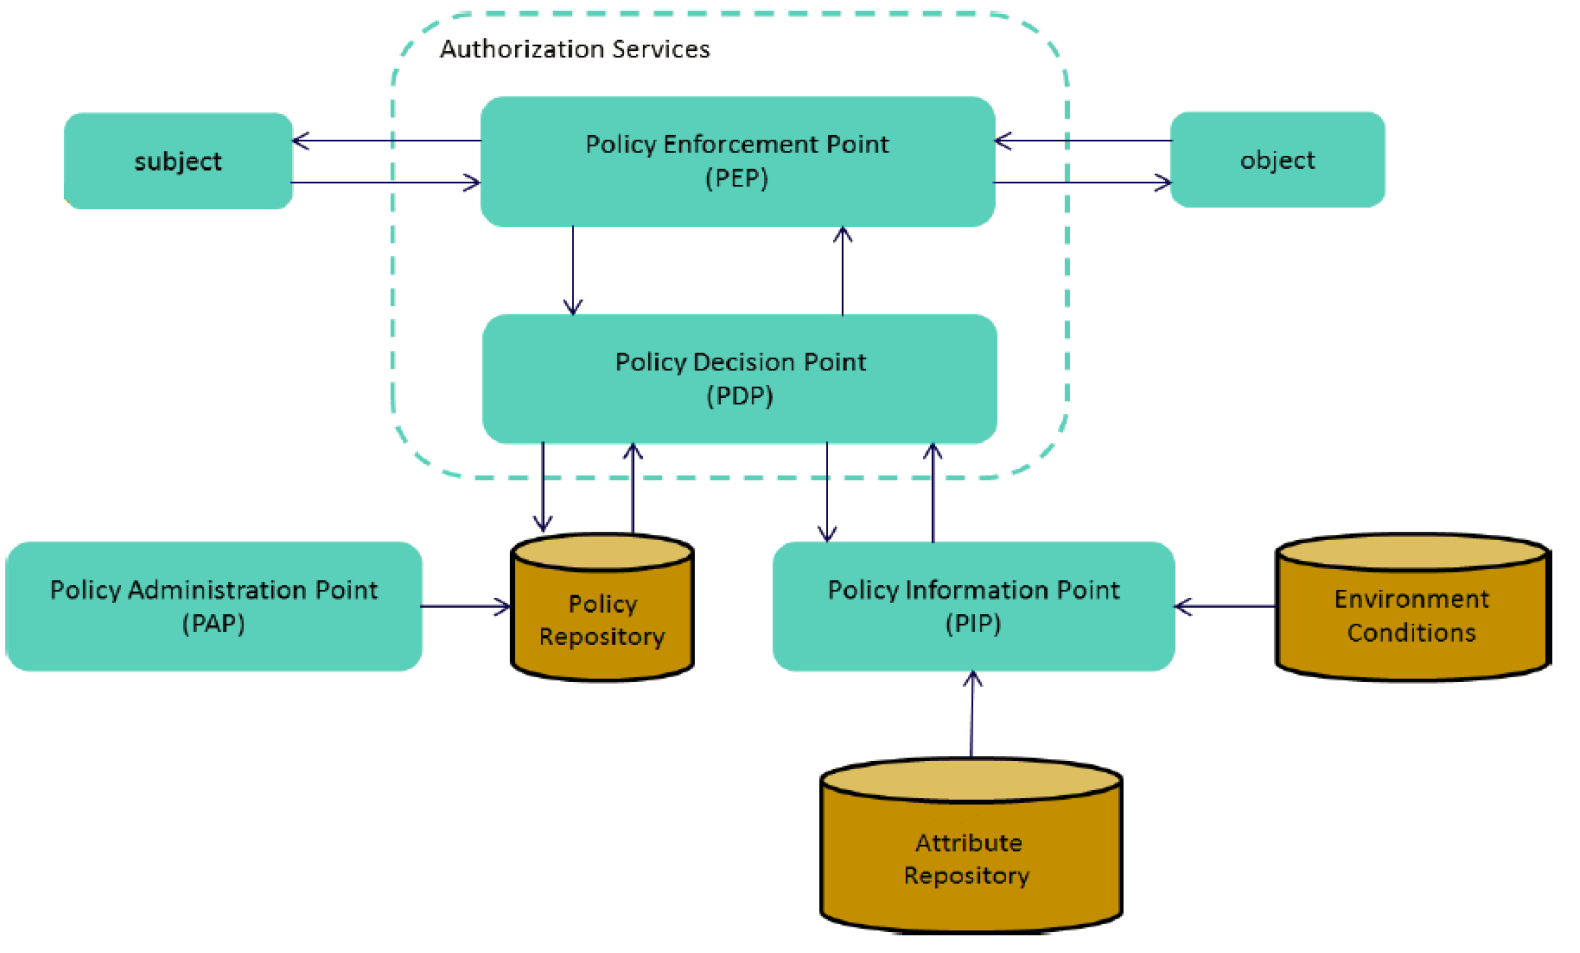 Authorization Services
subject
Policy Enforcement Point
(PEP)
object
Policy Decision Point
(PDP)
Policy Administration Point
(PAP)
Policy
Repository
Policy Information Point
(PIP)
Environment
Conditions
Attribute
Repository